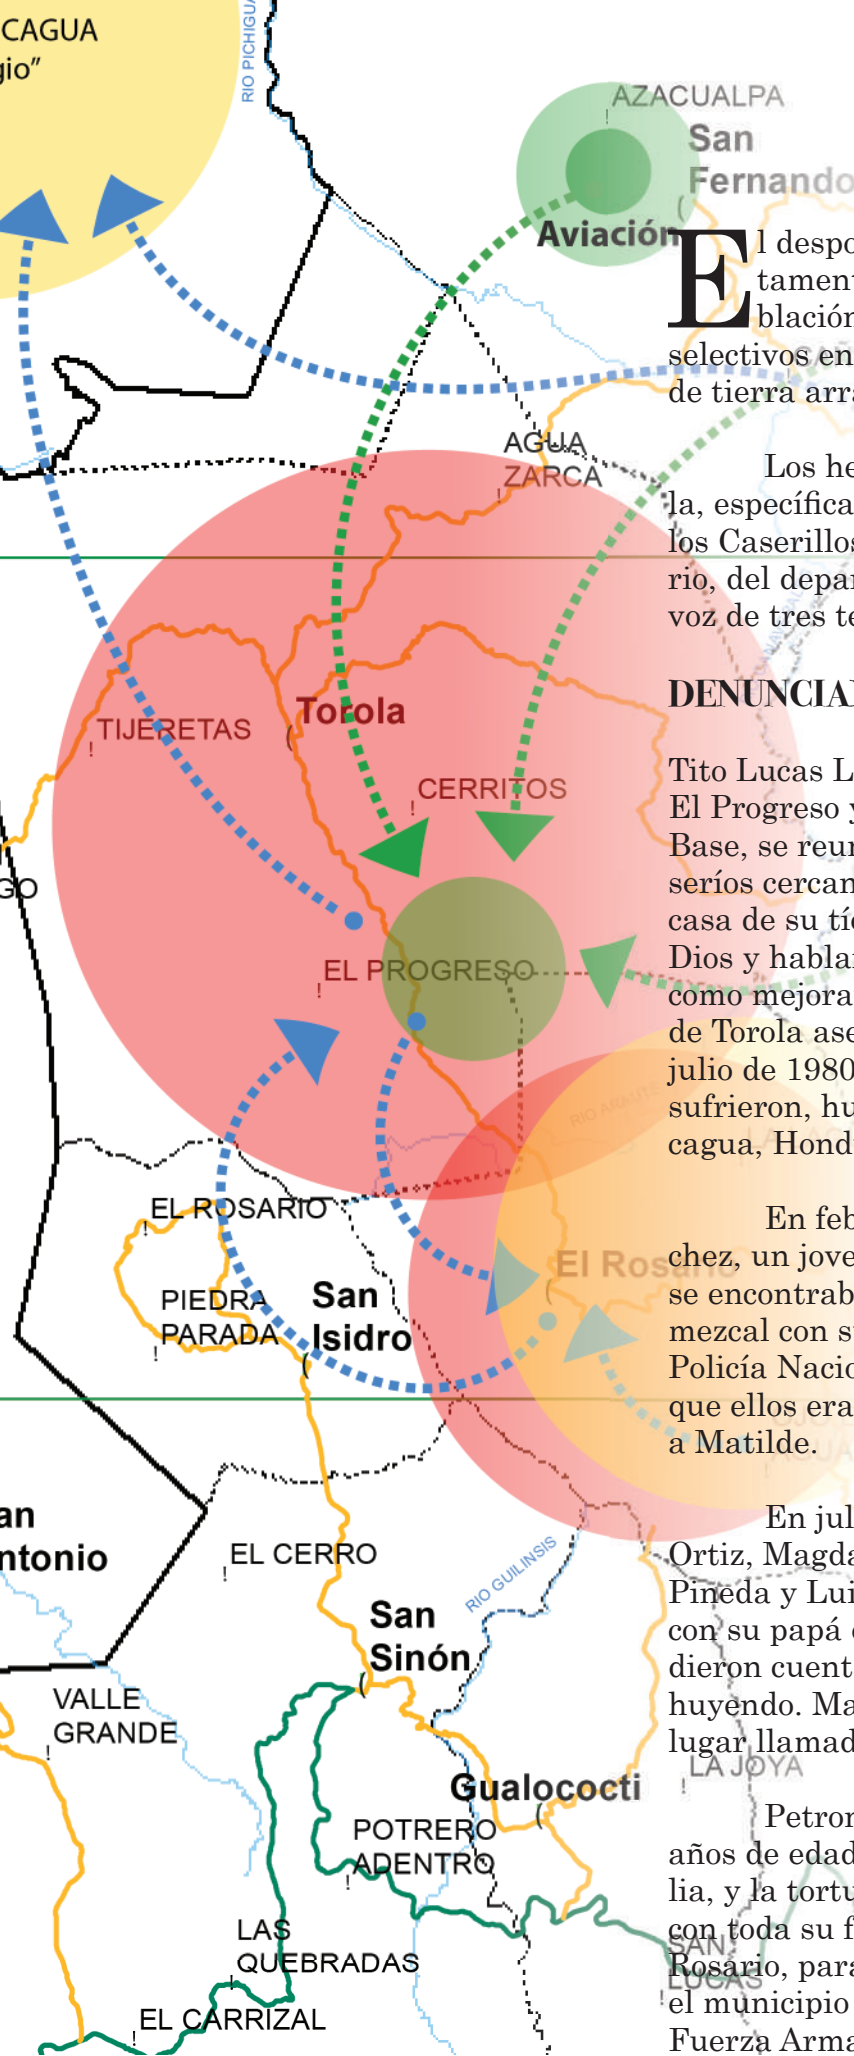 CAGUA
gio”
RIO PICHIGUA
AZACUALPA
San
Fernando
Aviación
AGUA
ZARCA
TIJERETAS
Torola
CERRITOS
GO
EL PROGRESO
RIO ARAUTE
EL ROSARIO
PIEDRA
PARADA
San
Isidro
El Rosario
an
ntonio
EL CERRO
RIO GUILINSIS
San
Sinón
VALLE
GRANDE
LA JOYA
Gualococti
POTRERO
ADENTRO
LAS
QUEBRADAS
SAN
LUCAS
EL CARRIZAL
El despo
tament
blación
selectivos en
de tierra arra
Los he
la, específica
los Caserillos
rio, del depar
voz de tres te
DENUNCIA
Tito Lucas L
El Progreso y
Base, se reun
seríos cercan
casa de su tí
Dios y hablar
como mejora
de Torola ase
julio de 1980
sufrieron, hu
cagua, Hond
En feb
chez, un jove
se encontrab
mezcal con su
Policía Nacio
que ellos era
a Matilde.
En jul
Ortiz, Magda
Pineda y Lui
con su papá
dieron cuent
huyendo. Ma
lugar llamad
Petron
años de edad
lia, y la tortu
con toda su f
Rosario, para
el municipio
Fuerza Arma